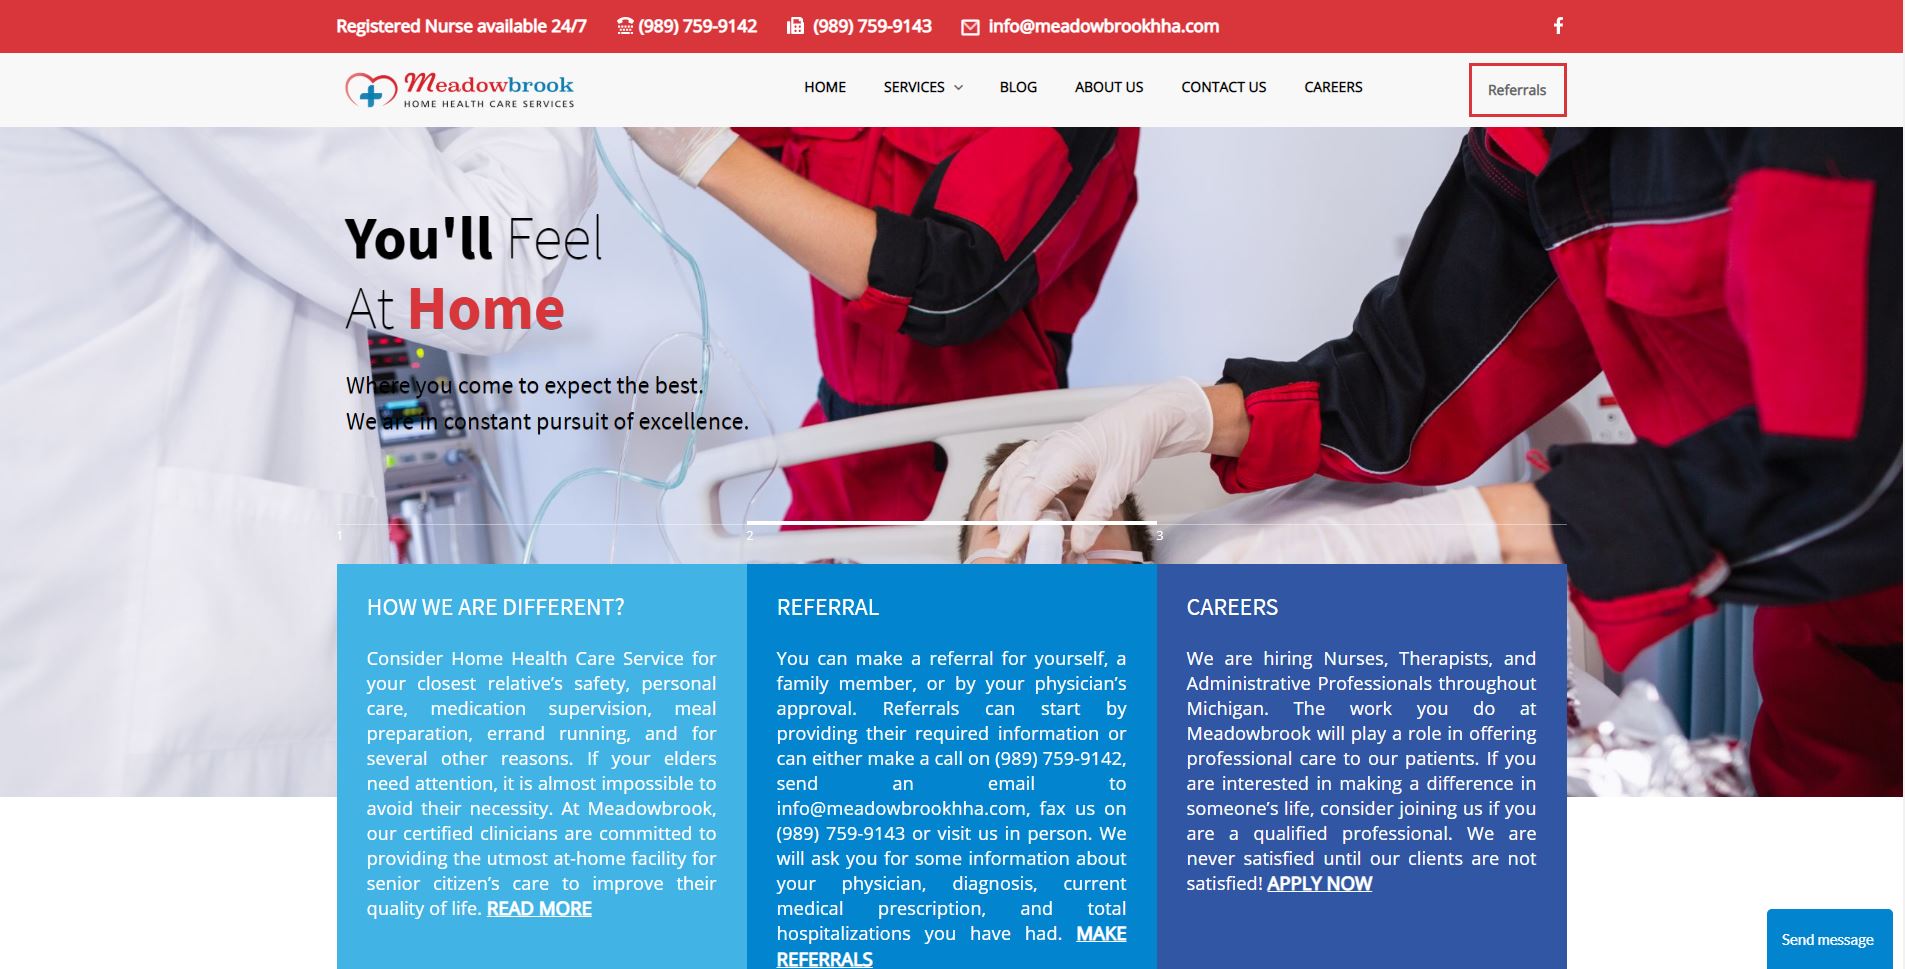 Registered Nurse available 24/7 (989) 759-9142 (989) 759-9143 info@meadowbrookhha.com
Meadowbrook
HOME HEALTH CARE SERVICES
HOME SERVICES BLOG ABOUT US CONTACT US CAREERS
Referrals
You'll Feel
At Home
Where you come to expect the best.
We are in constant pursuit of excellence.
1 2 3
HOW WE ARE DIFFERENT?
Consider Home Health Care Service for
your closest relative’s safety, personal
care, medication supervision, meal
preparation, errand running, and for
several other reasons. If your elders
need attention, it is almost impossible to
avoid their necessity. At Meadowbrook,
our certified clinicians are committed to
providing the utmost at-home facility for
senior citizen’s care to improve their
quality of life. READ MORE
REFERRAL
You can make a referral for yourself, a
family member, or by your physician’s
approval. Referrals can start by
providing their required information or
can either make a call on (989) 759-9142,
send an email to
info@meadowbrookhha.com, fax us on
(989) 759-9143 or visit us in person. We
will ask you for some information about
your physician, diagnosis, current
medical prescription, and total
hospitalizations you have had. MAKE
REFERRALS
CAREERS
We are hiring Nurses, Therapists, and
Administrative Professionals throughout
Michigan. The work you do at
Meadowbrook will play a role in offering
professional care to our patients. If you
are interested in making a difference in
someone’s life, consider joining us if you
are a qualified professional. We are
never satisfied until our clients are not
satisfied! APPLY NOW
Send message